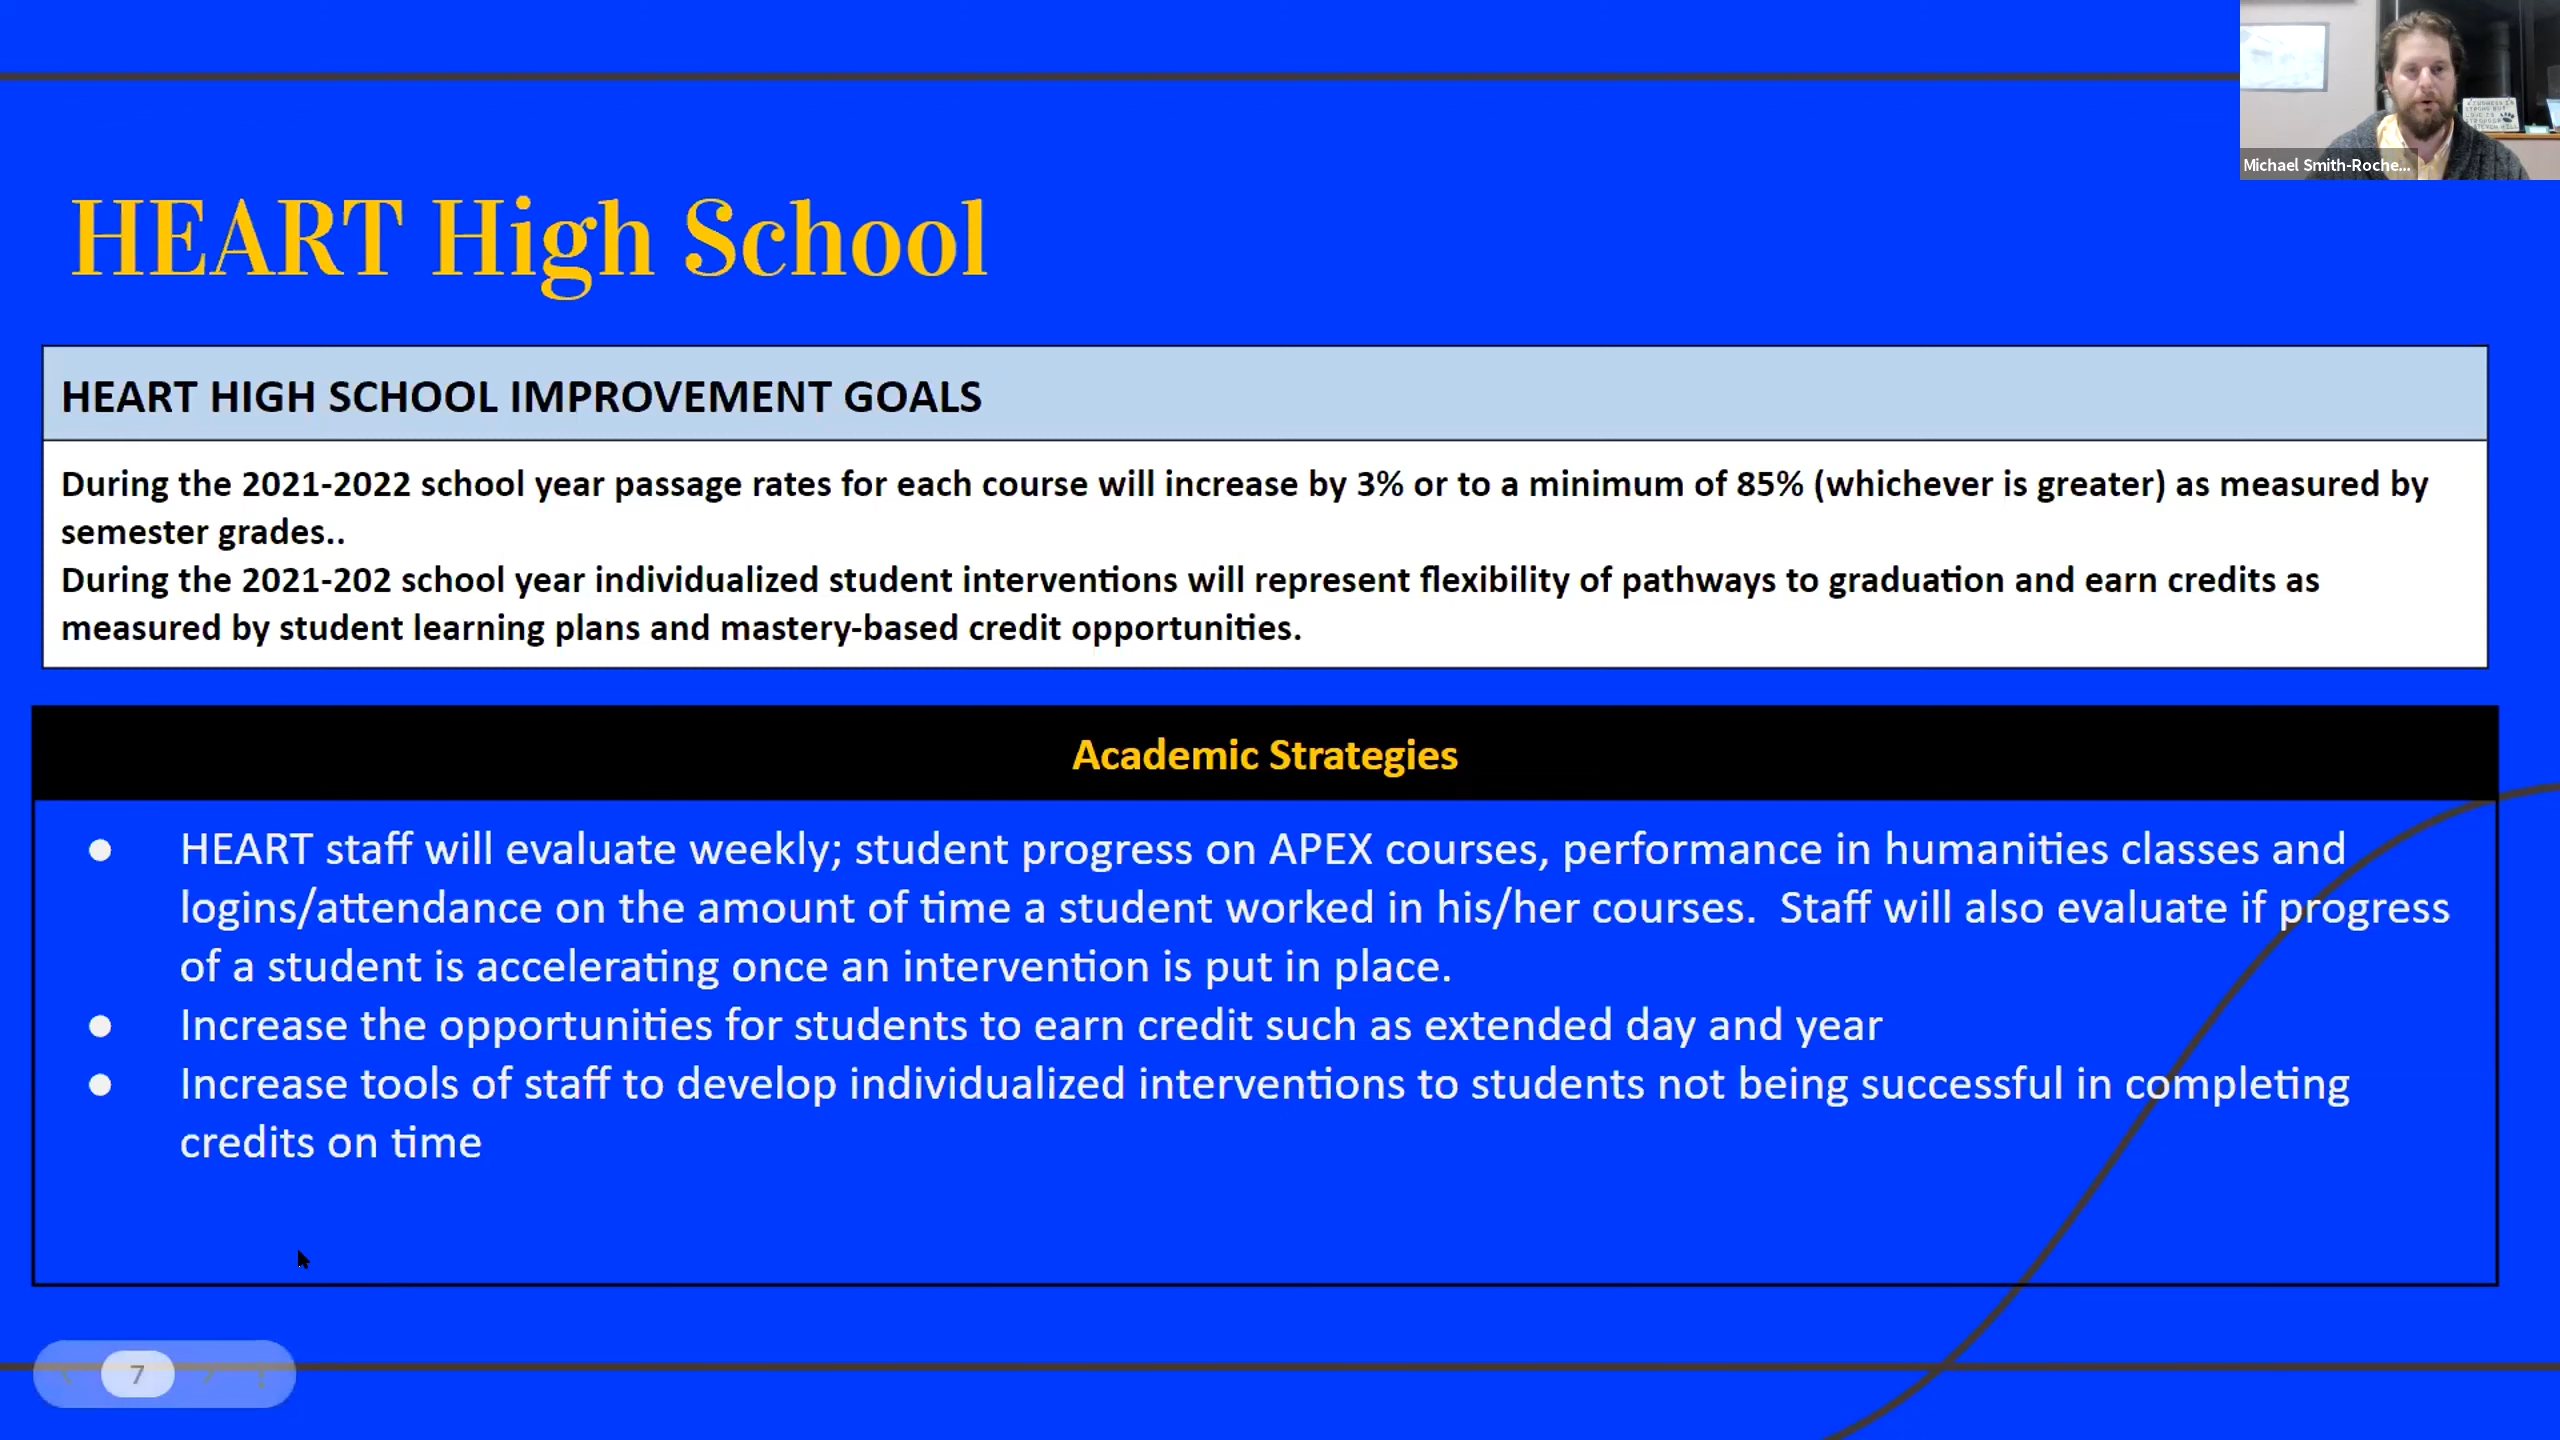 Michael Smith-Roche...
HEART High School
HEART HIGH SCHOOL IMPROVEMENT GOALS
During the 2021-2022 school year passage rates for each course will increase by 3% or to a minimum of 85% (whichever is greater) as measured by
semester grades..
During the 2021-202 school year individualized student interventions will represent flexibility of pathways to graduation and earn credits as
measured by student learning plans and mastery-based credit opportunities.
Academic Strategies
● HEART staff will evaluate weekly; student progress on APEX courses, performance in humanities classes and
logins/attendance on the amount of time a student worked in his/her courses.  Staff will also evaluate if progress
of a student is accelerating once an intervention is put in place.
● Increase the opportunities for students to earn credit such as extended day and year
● Increase tools of staff to develop individualized interventions to students not being successful in completing
credits on time
7